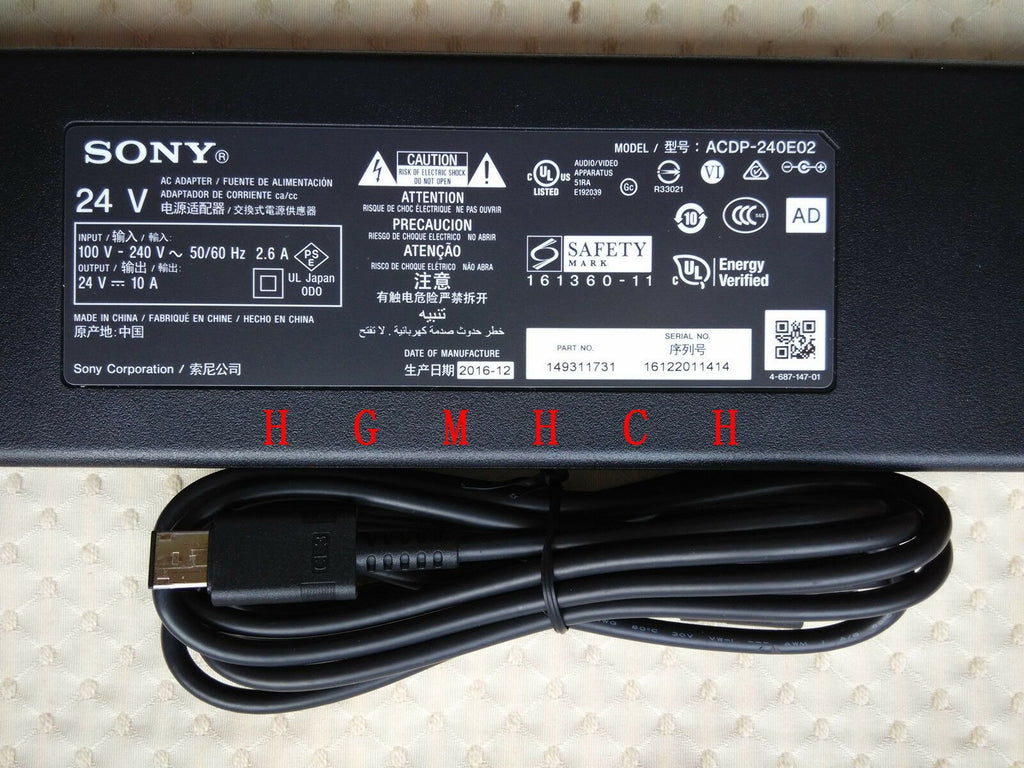 SONY®
24 V
AC ADAPTER / FUENTE DE ALIMENTACIÓN
ADAPTADOR DE CORRIENTE ca/cc
电源适配器 / 交換式電源供應器
INPUT / 输入 / 輸入:
100 V - 240 V ~ 50/60 Hz 2.6 A
OUTPUT / 输出 / 輸出:
24 V ⎓ 10 A
PS
E
UL Japan
ODO
MADE IN CHINA / FABRIQUÉ EN CHINE / HECHO EN CHINA
原产地: 中国
Sony Corporation / 索尼公司
CAUTION
RISK OF ELECTRIC SHOCK
DO NOT OPEN
ATTENTION
RISQUE DE CHOC ÉLECTRIQUE NE PAS OUVRIR
PRECAUCION
RIESGO DE CHOQUE ELECTRICO NO ABRIR
ATENÇÃO
RISCO DE CHOQUE ELÉTRICO NÃO ABRA
注意
有触电危险严禁拆开
تنبيه
خطر حدوث صدمة كهربائية . لا تفتح
DATE OF MANUFACTURE
生产日期 2016-12
MODEL / 型号 : ACDP-240E02
c UL US
LISTED
AUDIO/VIDEO
APPARATUS
51RA
E192039
Gc
R33021
VI
10
CCC
S&E
AD
S SAFETY
MARK
161360-11
c UL Energy
Verified
PART NO.
149311731
SERIAL NO.
序列号
16122011414
4-687-147-01
H G M H C H